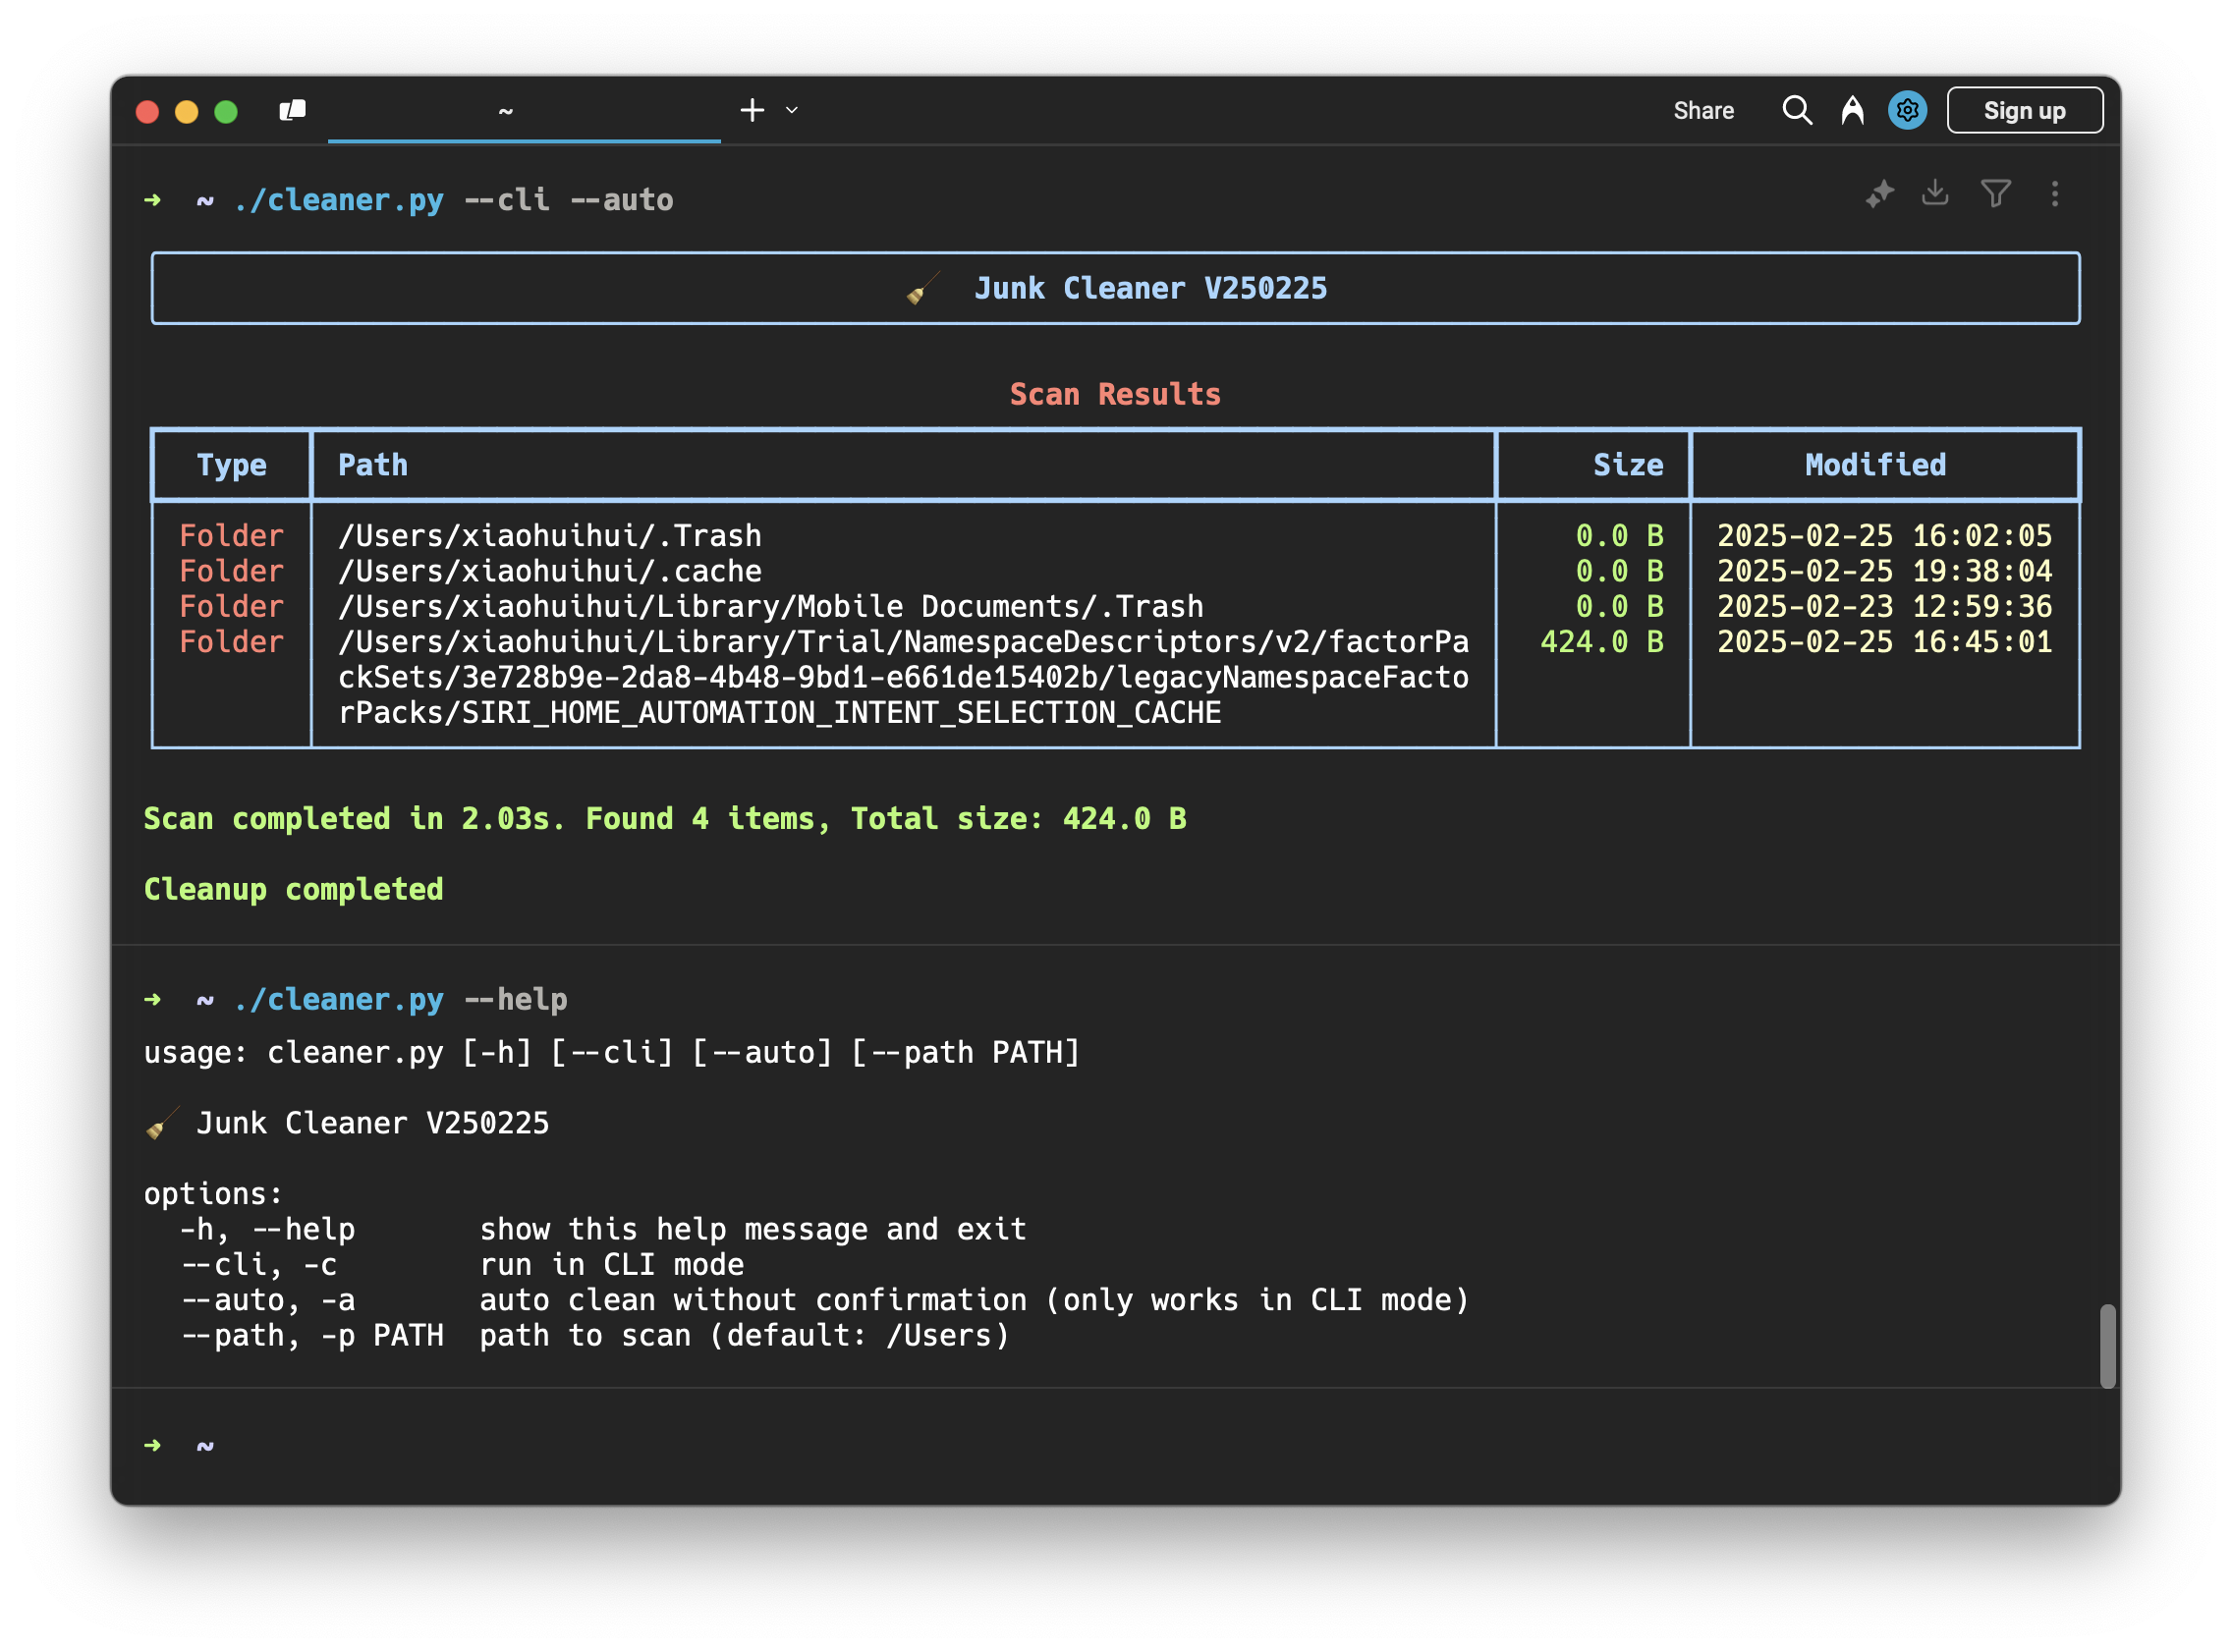 ~
Share
Sign up
➜ ~ ./cleaner.py --cli --auto
🧹 Junk Cleaner V250225
Scan Results
Type Path Size Modified
Folder /Users/xiaohuihui/.Trash 0.0 B 2025-02-25 16:02:05
Folder /Users/xiaohuihui/.cache 0.0 B 2025-02-25 19:38:04
Folder /Users/xiaohuihui/Library/Mobile Documents/.Trash 0.0 B 2025-02-23 12:59:36
Folder /Users/xiaohuihui/Library/Trial/NamespaceDescriptors/v2/factorPa 424.0 B 2025-02-25 16:45:01
ckSets/3e728b9e-2da8-4b48-9bd1-e661de15402b/legacyNamespaceFacto
rPacks/SIRI_HOME_AUTOMATION_INTENT_SELECTION_CACHE
Scan completed in 2.03s. Found 4 items, Total size: 424.0 B
Cleanup completed
➜ ~ ./cleaner.py --help
usage: cleaner.py [-h] [--cli] [--auto] [--path PATH]
🧹 Junk Cleaner V250225
options:
-h, --help show this help message and exit
--cli, -c run in CLI mode
--auto, -a auto clean without confirmation (only works in CLI mode)
--path, -p PATH path to scan (default: /Users)
➜ ~